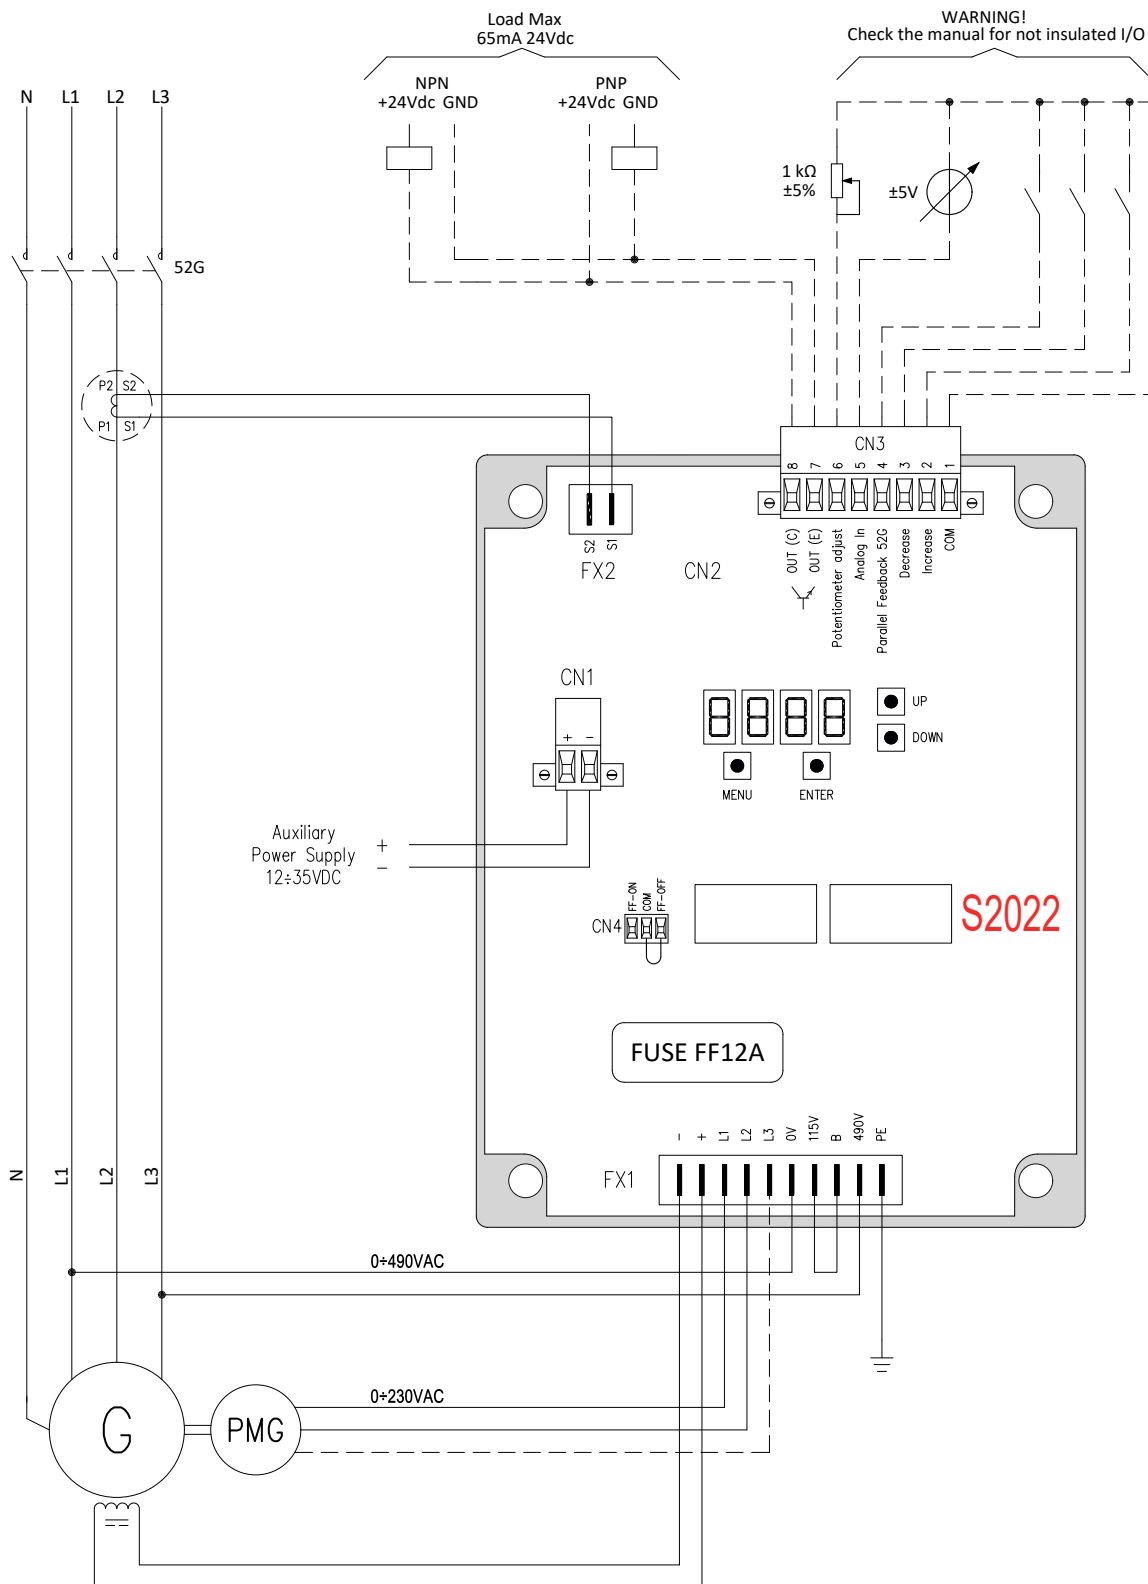 Load Max
65mA 24Vdc
WARNING!
Check the manual for not insulated I/O
NPN
+24Vdc GND
PNP
+24Vdc GND
N L1 L2 L3
1 kΩ
±5%
±5V
52G
P2 S2
P1 S1
CN3
8 7 6 5 4 3 2 1
S2 S1
FX2
CN2
OUT (C)
OUT (E)
Potentiometer adjust
Analog In
Parallel Feedback 52G
Decrease
Increase
COM
CN1
+ -
UP
DOWN
MENU ENTER
Auxiliary
Power Supply
12÷35VDC
+
-
FF-ON
COM
FF-OFF
CN4
S2022
FUSE FF12A
- + L1 L2 L3 0V 115V B 490V PE
FX1
N L1 L2 L3
0÷490VAC
0÷230VAC
G
PMG